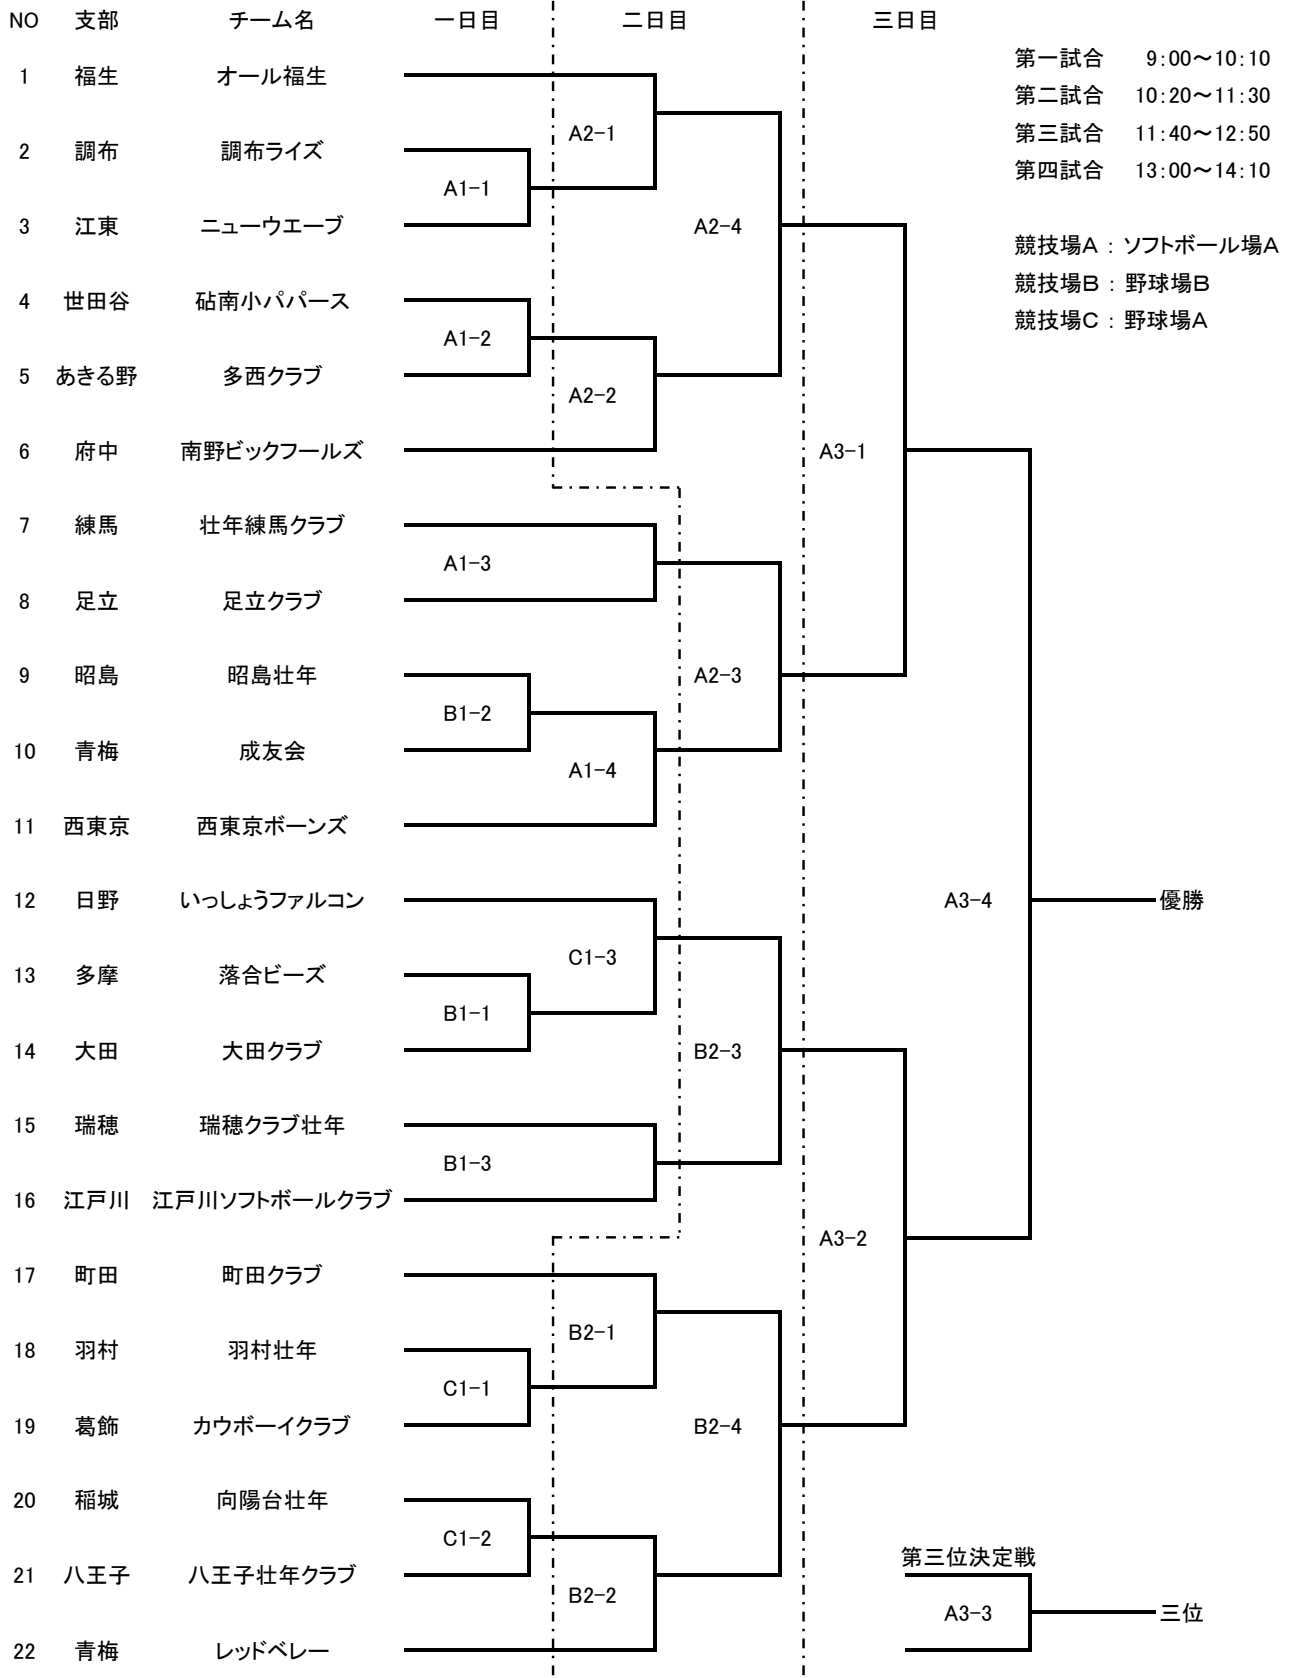 NO 支部 チーム名 一日目 二日目 三日目
第一試合 9:00～10:10
1 福生 オール福生
第二試合 10:20～11:30
A2-1
第三試合 11:40～12:50
2 調布 調布ライズ
第四試合 13:00～14:10
A1-1
3 江東 ニューウエーブ A2-4
競技場A : ソフトボール場A
競技場B : 野球場B
4 世田谷 砧南小パパース
競技場C : 野球場A
A1-2
5 あきる野 多西クラブ
A2-2
6 府中 南野ビックフールズ A3-1
7 練馬 壮年練馬クラブ
A1-3
8 足立 足立クラブ
9 昭島 昭島壮年 A2-3
B1-2
10 青梅 成友会
A1-4
11 西東京 西東京ボーンズ
12 日野 いっしょうファルコン A3-4 優勝
C1-3
13 多摩 落合ビーズ
B1-1
14 大田 大田クラブ B2-3
15 瑞穂 瑞穂クラブ壮年
B1-3
16 江戸川 江戸川ソフトボールクラブ
A3-2
17 町田 町田クラブ
B2-1
18 羽村 羽村壮年
C1-1
19 葛飾 カウボーイクラブ B2-4
20 稲城 向陽台壮年
C1-2
第三位決定戦
21 八王子 八王子壮年クラブ
B2-2
A3-3 三位
22 青梅 レッドベレー